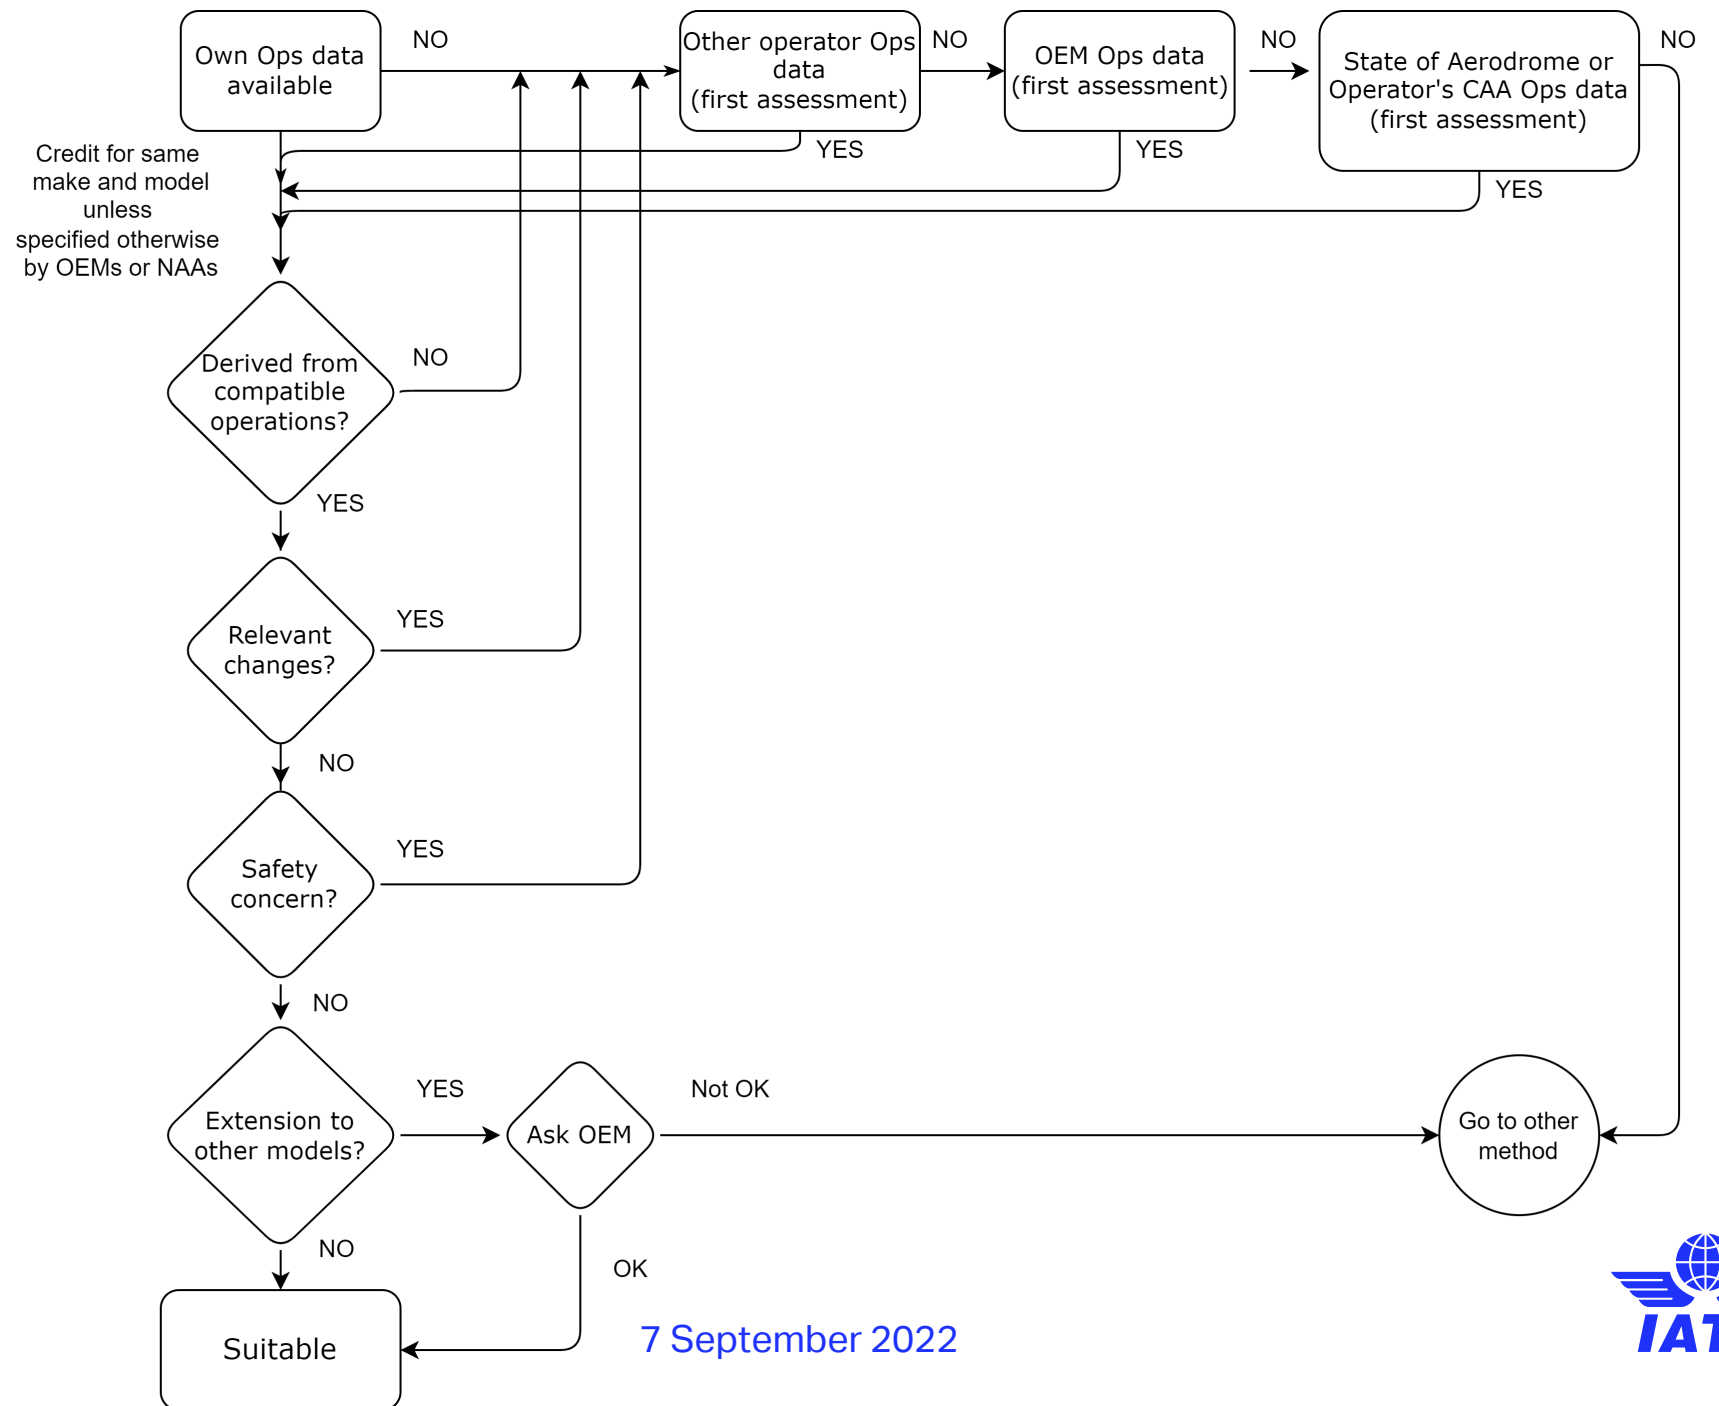 Own Ops data
available
NO
Other operator Ops
data
(first assessment)
NO
OEM Ops data
(first assessment)
NO
State of Aerodrome or
Operator's CAA Ops data
(first assessment)
NO
YES
YES
YES
Credit for same
make and model
unless
specified otherwise
by OEMs or NAAs
Derived from
compatible
operations?
NO
YES
Relevant
changes?
YES
NO
Safety
concern?
YES
NO
Extension to
other models?
YES
Ask OEM
Not OK
Go to other
method
NO
OK
Suitable
7 September 2022
IAT